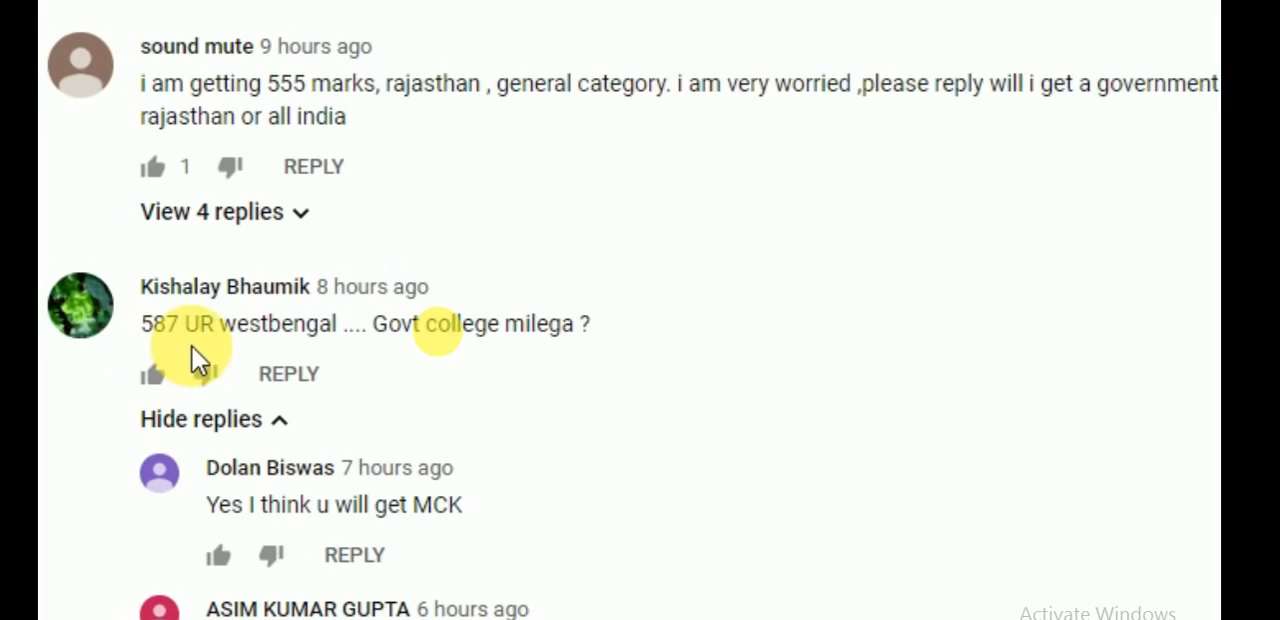 sound mute 9 hours ago
i am getting 555 marks, rajasthan , general category. i am very worried ,please reply will i get a government
rajasthan or all india
1 REPLY
View 4 replies
Kishalay Bhaumik 8 hours ago
587 UR westbengal .... Govt college milega ?
REPLY
Hide replies
Dolan Biswas 7 hours ago
Yes I think u will get MCK
REPLY
ASIM KUMAR GUPTA 6 hours ago
Activate Windows